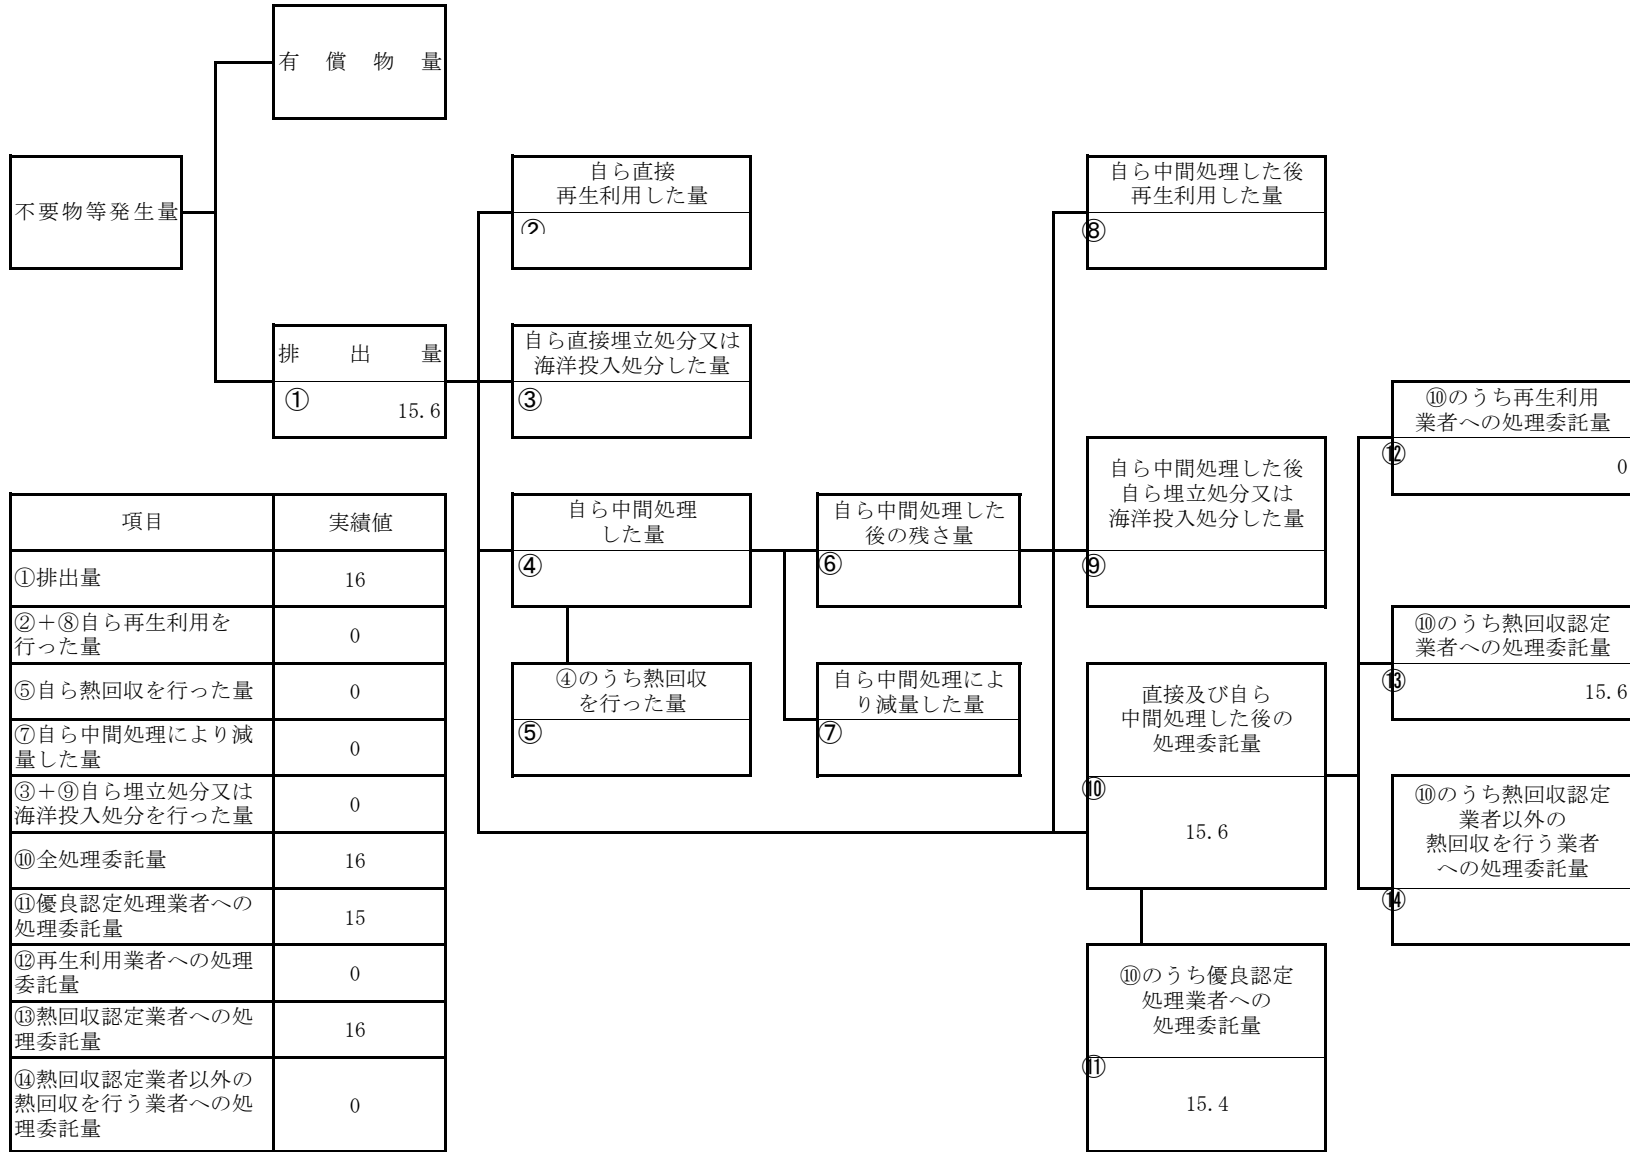 有償物量
不要物等発生量
自ら直接
再生利用した量
②
自ら中間処理した後
再生利用した量
⑧
排出量
① 15.6
自ら直接埋立処分又は
海洋投入処分した量
③
⑩のうち再生利用
業者への処理委託量
⑫ 0
自ら中間処理
した量
④
自ら中間処理した
後の残さ量
⑥
自ら中間処理した後
自ら埋立処分又は
海洋投入処分した量
⑨
④のうち熱回収
を行った量
⑤
自ら中間処理によ
り減量した量
⑦
直接及び自ら
中間処理した後の
処理委託量
⑩
15.6
⑩のうち熱回収認定
業者への処理委託量
⑬ 15.6
⑩のうち熱回収認定
業者以外の
熱回収を行う業者
への処理委託量
⑭
⑩のうち優良認定
処理業者への
処理委託量
⑪
15.4
項目 実績値
①排出量 16
②+⑧自ら再生利用を
行った量 0
⑤自ら熱回収を行った量 0
⑦自ら中間処理により減
量した量 0
③+⑨自ら埋立処分又は
海洋投入処分を行った量 0
⑩全処理委託量 16
⑪優良認定処理業者への
処理委託量 15
⑫再生利用業者への処理
委託量 0
⑬熱回収認定業者への処
理委託量 16
⑭熱回収認定業者以外の
熱回収を行う業者への処
理委託量 0